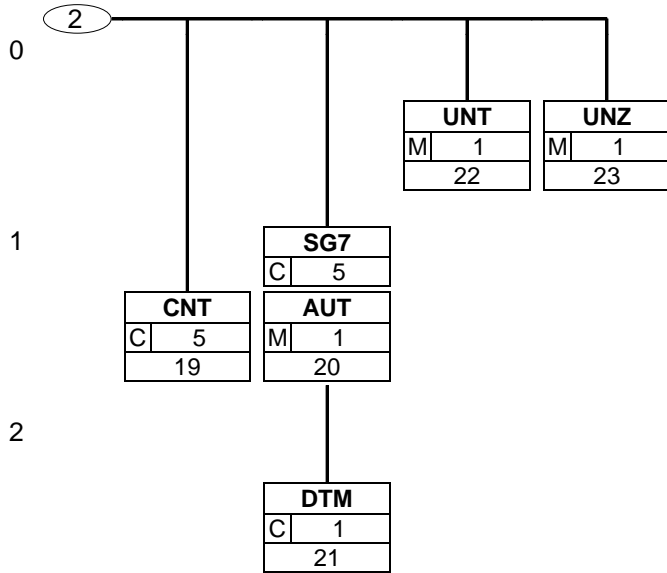 2
0
UNT UNZ
M 1 M 1
22 23
1
SG7
C 5
CNT AUT
C 5 M 1
19 20
2
DTM
C 1
21